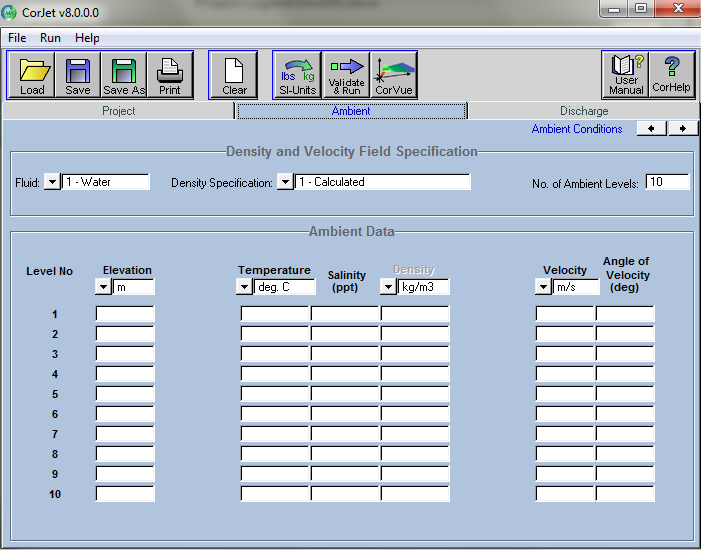 CorJet v8.0.0.0
File Run Help
Load Save Save As Print Clear lbs kg SI-Units Validate & Run CorVue User Manual CorHelp
Project Ambient Discharge
Ambient Conditions
Density and Velocity Field Specification
Fluid: 1 - Water Density Specification: 1 - Calculated No. of Ambient Levels: 10
Ambient Data
Level No Elevation Temperature Salinity (ppt) Density Velocity Angle of Velocity (deg)
m deg. C kg/m3 m/s
1
2
3
4
5
6
7
8
9
10